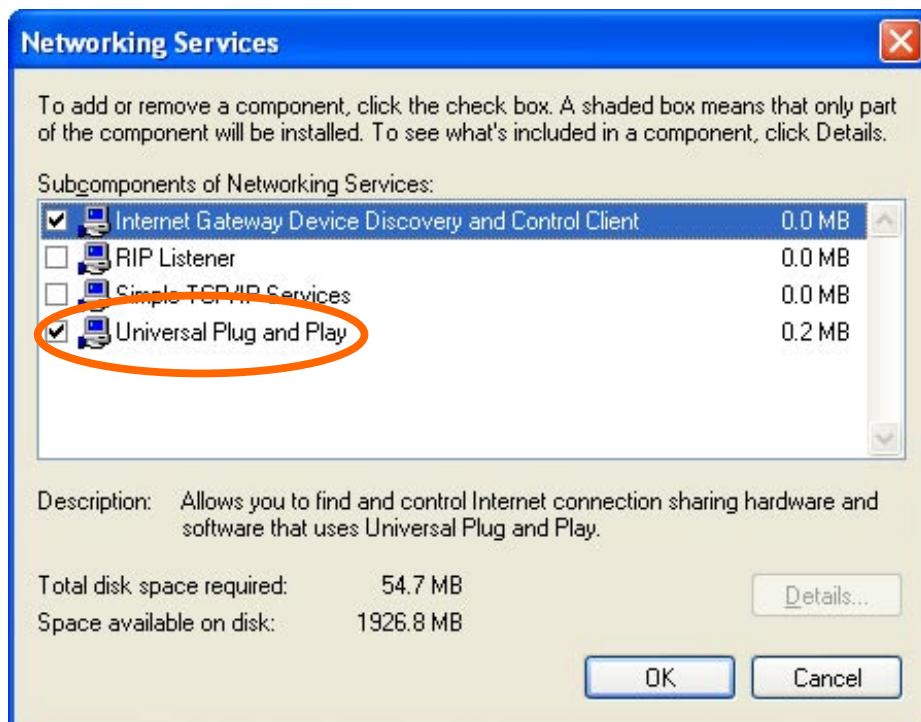 Networking Services
To add or remove a component, click the check box. A shaded box means that only part
of the component will be installed. To see what's included in a component, click Details.
Subcomponents of Networking Services:
Internet Gateway Device Discovery and Control Client 0.0 MB
RIP Listener 0.0 MB
Simple TCP/IP Services 0.0 MB
Universal Plug and Play 0.2 MB
Description: Allows you to find and control Internet connection sharing hardware and
software that uses Universal Plug and Play.
Total disk space required: 54.7 MB
Space available on disk: 1926.8 MB
Details...
OK Cancel